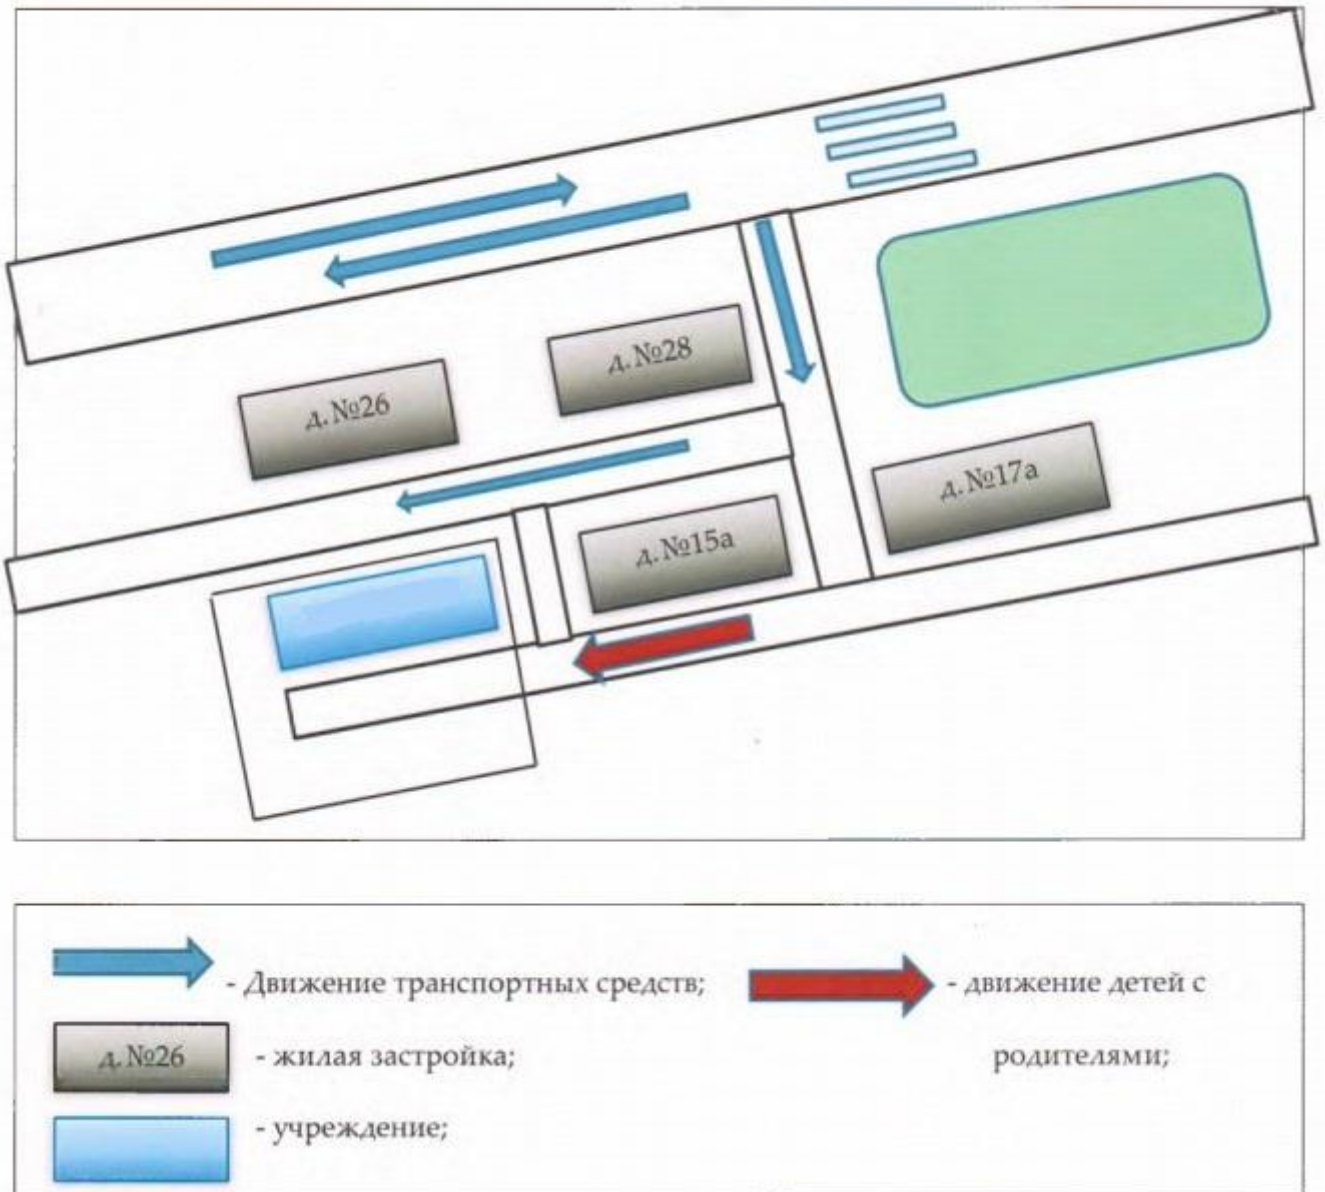 д.№28
д.№26
д.№17а
д.№15а
- Движение транспортных средств;
- движение детей с
родителями;
д.№26
- жилая застройка;
- учреждение;